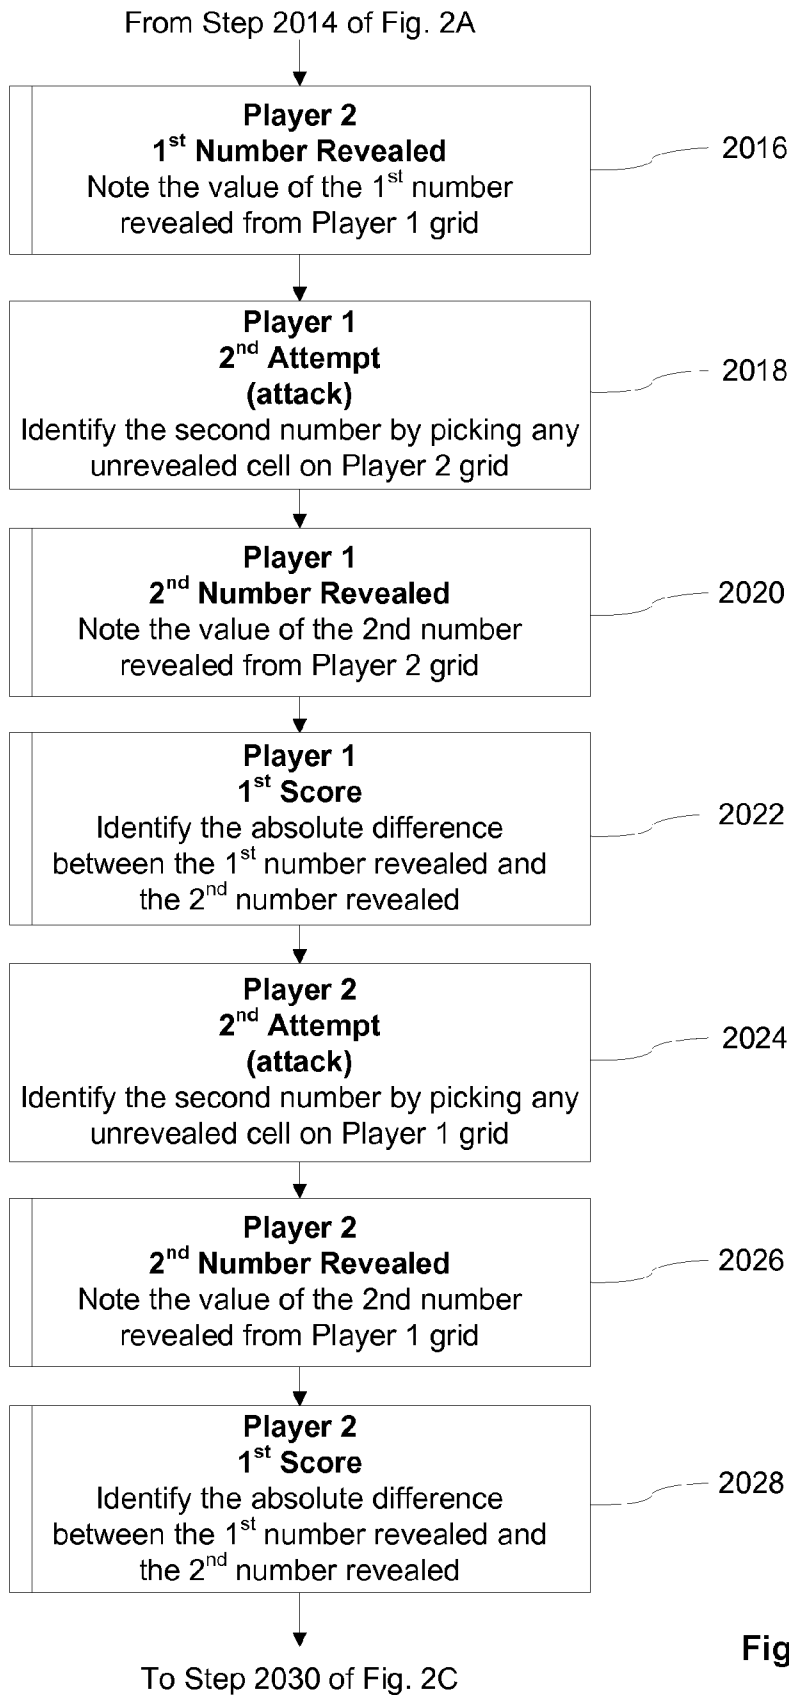 From Step 2014 of Fig. 2A
Player 2
1st Number Revealed
Note the value of the 1st number
revealed from Player 1 grid
2016
Player 1
2nd Attempt
(attack)
Identify the second number by picking any
unrevealed cell on Player 2 grid
2018
Player 1
2nd Number Revealed
Note the value of the 2nd number
revealed from Player 2 grid
2020
Player 1
1st Score
Identify the absolute difference
between the 1st number revealed and
the 2nd number revealed
2022
Player 2
2nd Attempt
(attack)
Identify the second number by picking any
unrevealed cell on Player 1 grid
2024
Player 2
2nd Number Revealed
Note the value of the 2nd number
revealed from Player 1 grid
2026
Player 2
1st Score
Identify the absolute difference
between the 1st number revealed and
the 2nd number revealed
2028
To Step 2030 of Fig. 2C
Fig